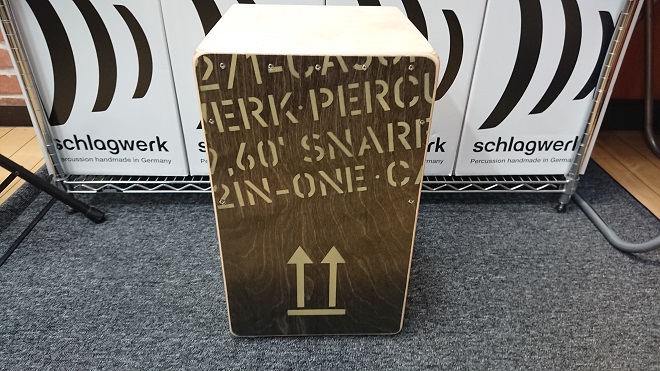 2/1-CAJO
WERK·PERCU
2,60' SNARE
2IN-ONE·CA
schlagwerk
Percussion handmade in Germany
schlagwerk
Percussion handmade in Germany